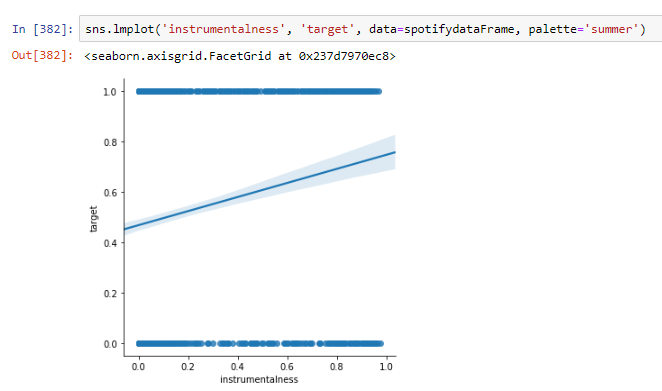 In [382]: sns.lmplot('instrumentalness', 'target', data=spotifydataFrame, palette='summer')
Out[382]: <seaborn.axisgrid.FacetGrid at 0x237d7970ec8>
1.0
0.8
0.6
target
0.4
0.2
0.0
0.0 0.2 0.4 0.6 0.8 1.0
instrumentalness